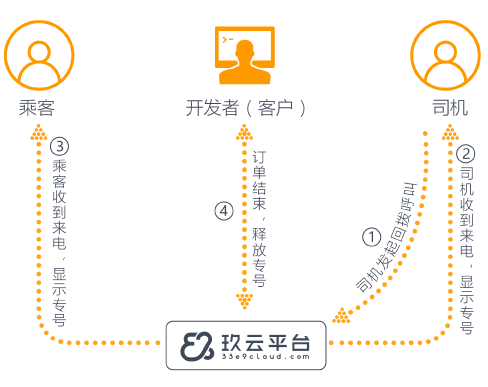 乘客
开发者（客户）
司机
①
司机发起回拨呼叫
②
司机收到来电，显示专号
③
乘客收到来电，显示专号
④
订单结束，释放专号
玖云平台
33e9cloud.com